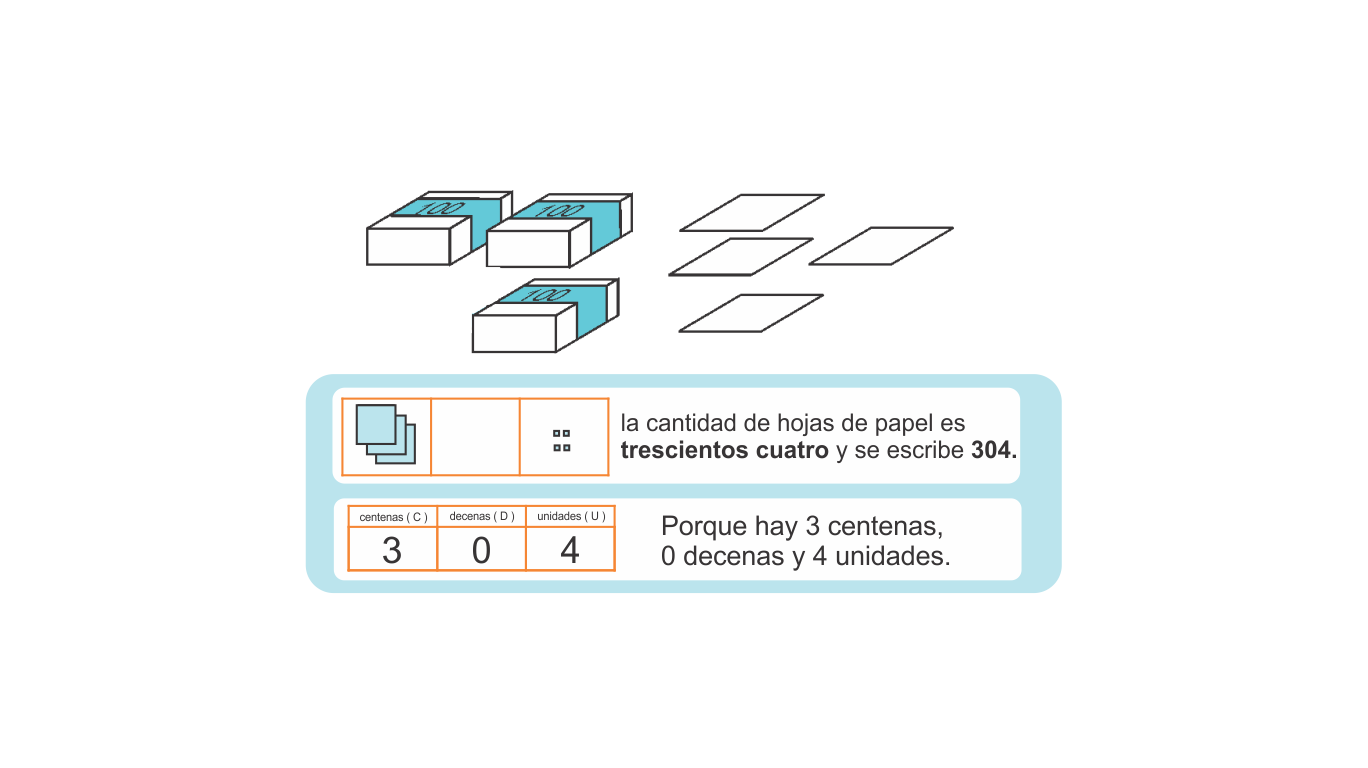 100
100
100
la cantidad de hojas de papel es
trescientos cuatro y se escribe 304.
centenas ( C ) decenas ( D ) unidades ( U )
3 0 4
Porque hay 3 centenas,
0 decenas y 4 unidades.